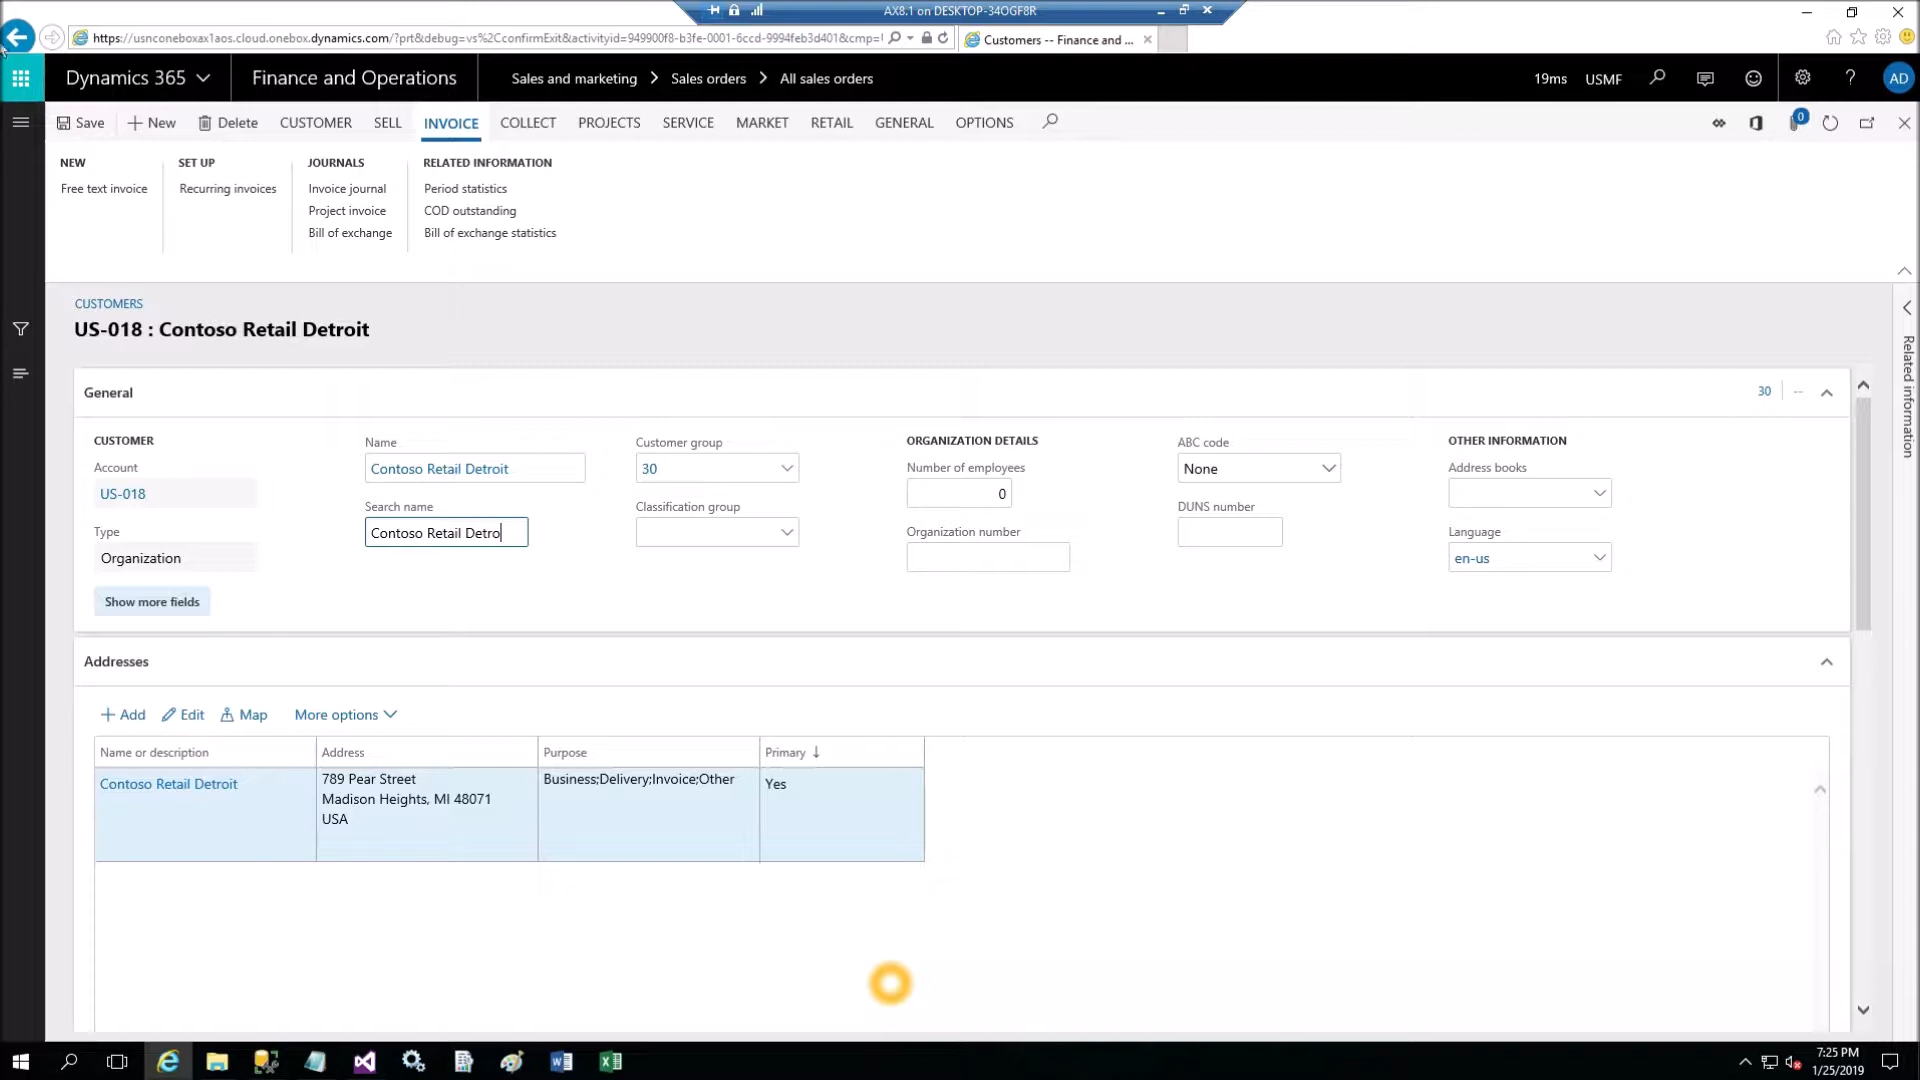 AX8.1 on DESKTOP-34OGF8R
https://usnconeboxax1aos.cloud.onebox.dynamics.com/?prt&debug=vs%2CconfirmExit&activityid=949900f8-b3fe-0001-6ccd-9994feb3d401&cmp=
Customers -- Finance and ...
Dynamics 365
Finance and Operations
Sales and marketing > Sales orders > All sales orders
19ms
USMF
AD
Save
New
Delete
CUSTOMER
SELL
INVOICE
COLLECT
PROJECTS
SERVICE
MARKET
RETAIL
GENERAL
OPTIONS
0
NEW
Free text invoice
SET UP
Recurring invoices
JOURNALS
Invoice journal
Project invoice
Bill of exchange
RELATED INFORMATION
Period statistics
COD outstanding
Bill of exchange statistics
CUSTOMERS
US-018 : Contoso Retail Detroit
Related information
General
30
--
CUSTOMER
Account
US-018
Type
Organization
Name
Contoso Retail Detroit
Search name
Contoso Retail Detro
Customer group
30
Classification group
ORGANIZATION DETAILS
Number of employees
0
Organization number
ABC code
None
DUNS number
OTHER INFORMATION
Address books
Language
en-us
Show more fields
Addresses
Add
Edit
Map
More options
Name or description
Address
Purpose
Primary
Contoso Retail Detroit
789 Pear Street
Madison Heights, MI 48071
USA
Business;Delivery;Invoice;Other
Yes
7:25 PM
1/25/2019